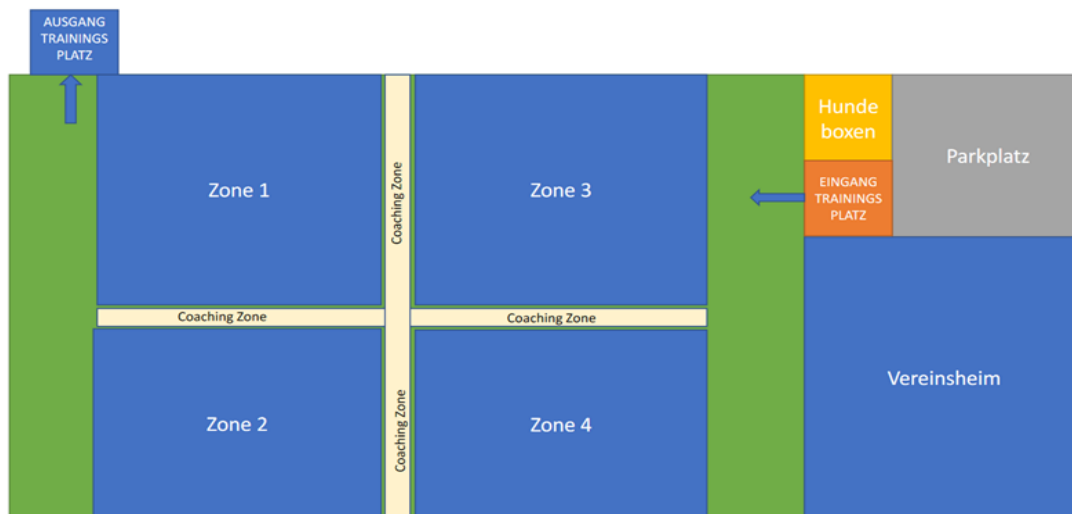 AUSGANG
TRAININGS
PLATZ
Zone 1
Coaching Zone
Zone 3
Hunde
boxen
Parkplatz
EINGANG
TRAININGS
PLATZ
Coaching Zone
Coaching Zone
Zone 2
Coaching Zone
Zone 4
Vereinsheim